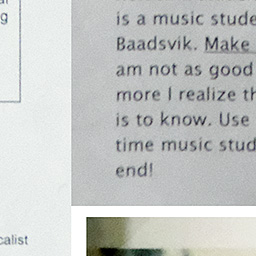 g
is a music stude
Baadsvik. Make
am not as good
more I realize th
is to know. Use
time music stud
end!
calist